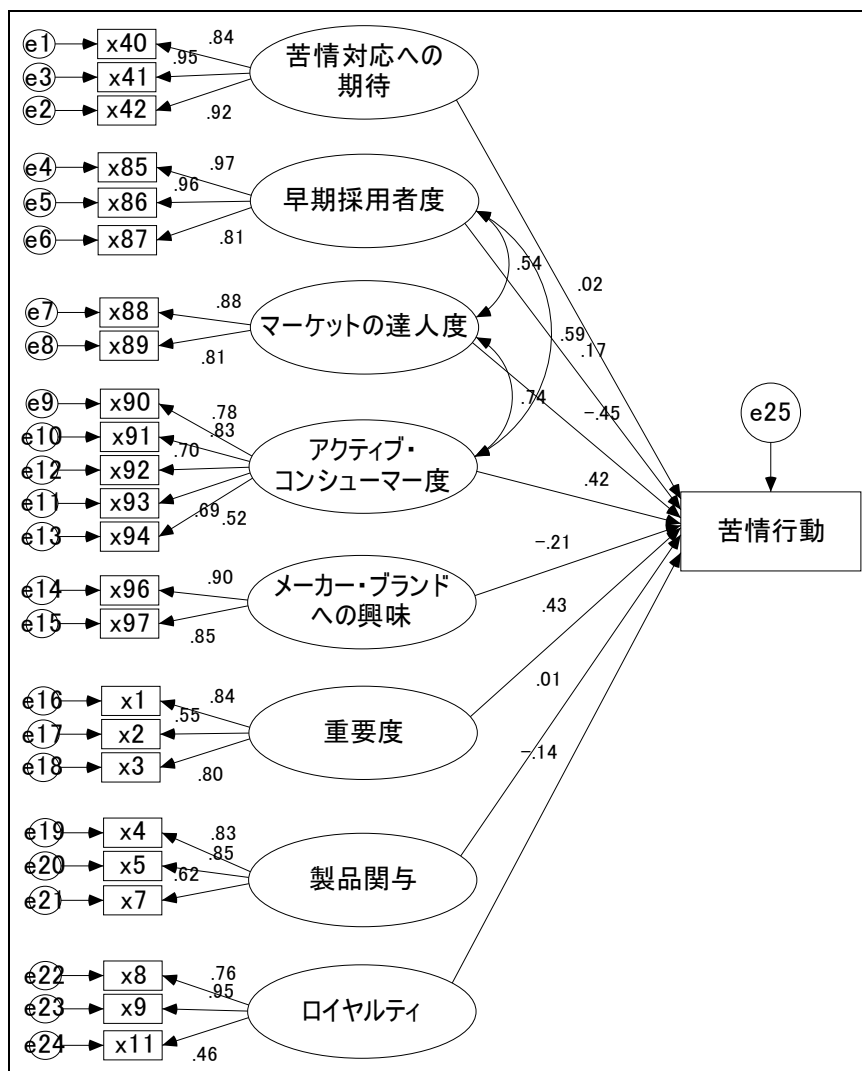 e1
x40
.84
e3
x41
.95
e2
x42
.92
苦情対応への
期待
e4
x85
.97
e5
x86
.96
e6
x87
.81
早期採用者度
.54
.02
e7
x88
.88
e8
x89
.81
マーケットの達人度
.59
.17
.74
-.45
e9
x90
.78
e10
x91
.83
e12
x92
.70
e11
x93
.69
e13
x94
.52
アクティブ・
コンシューマー度
.42
e25
苦情行動
e14
x96
.90
e15
x97
.85
メーカー・ブランド
への興味
-.21
.43
e16
x1
.84
e17
x2
.55
e18
x3
.80
重要度
.01
-.14
e19
x4
.83
e20
x5
.85
e21
x7
.62
製品関与
e22
x8
.76
e23
x9
.95
e24
x11
.46
ロイヤルティ